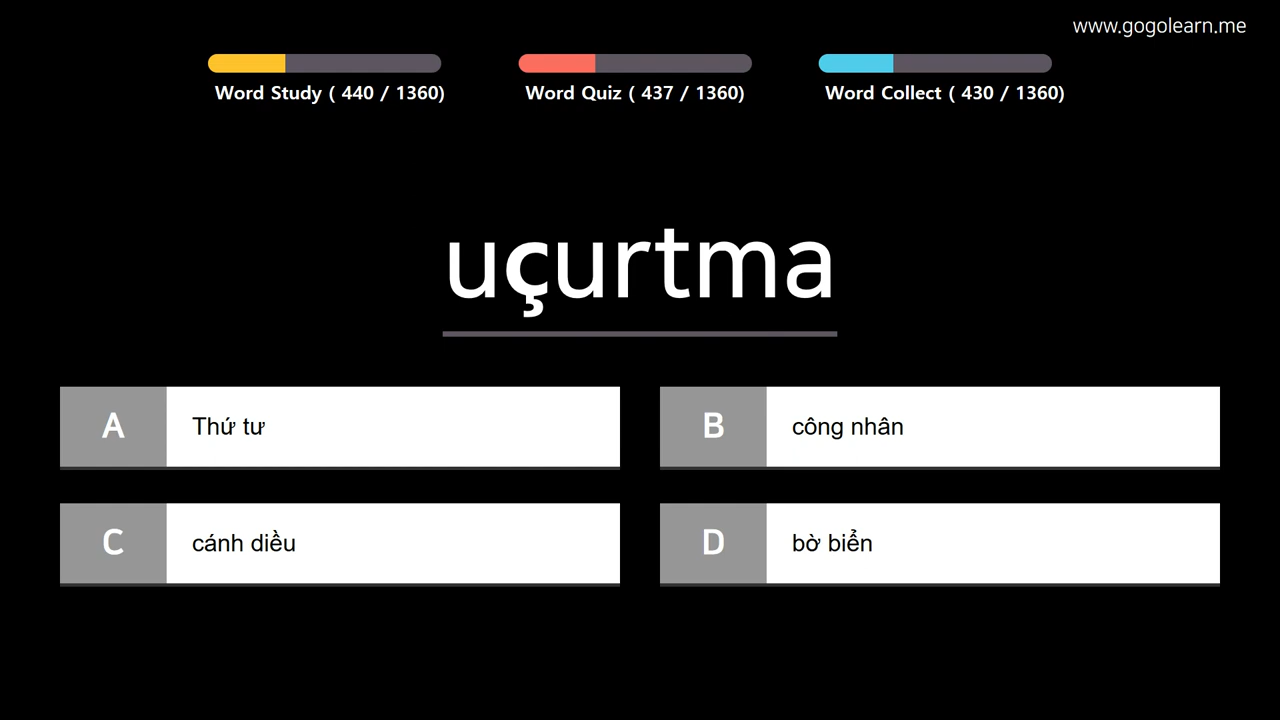 www.gogolearn.me
Word Study ( 440 / 1360)
Word Quiz ( 437 / 1360)
Word Collect ( 430 / 1360)
uçurtma
A Thứ tư
B công nhân
C cánh diều
D bờ biển